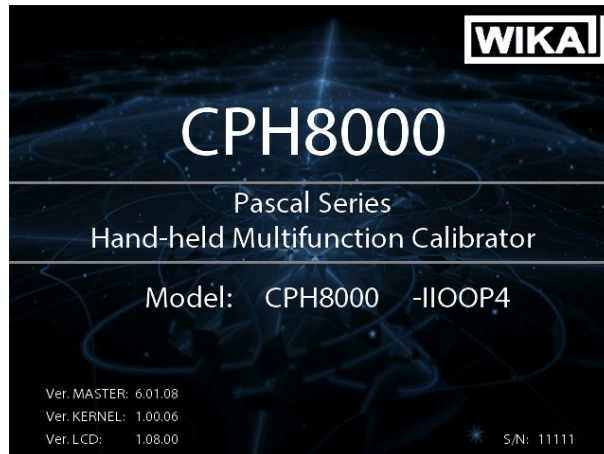 WIKA
CPH8000
Pascal Series
Hand-held Multifunction Calibrator
Model: CPH8000 -IIOOP4
Ver. MASTER: 6.01.08
Ver. KERNEL: 1.00.06
Ver. LCD: 1.08.00
S/N: 11111